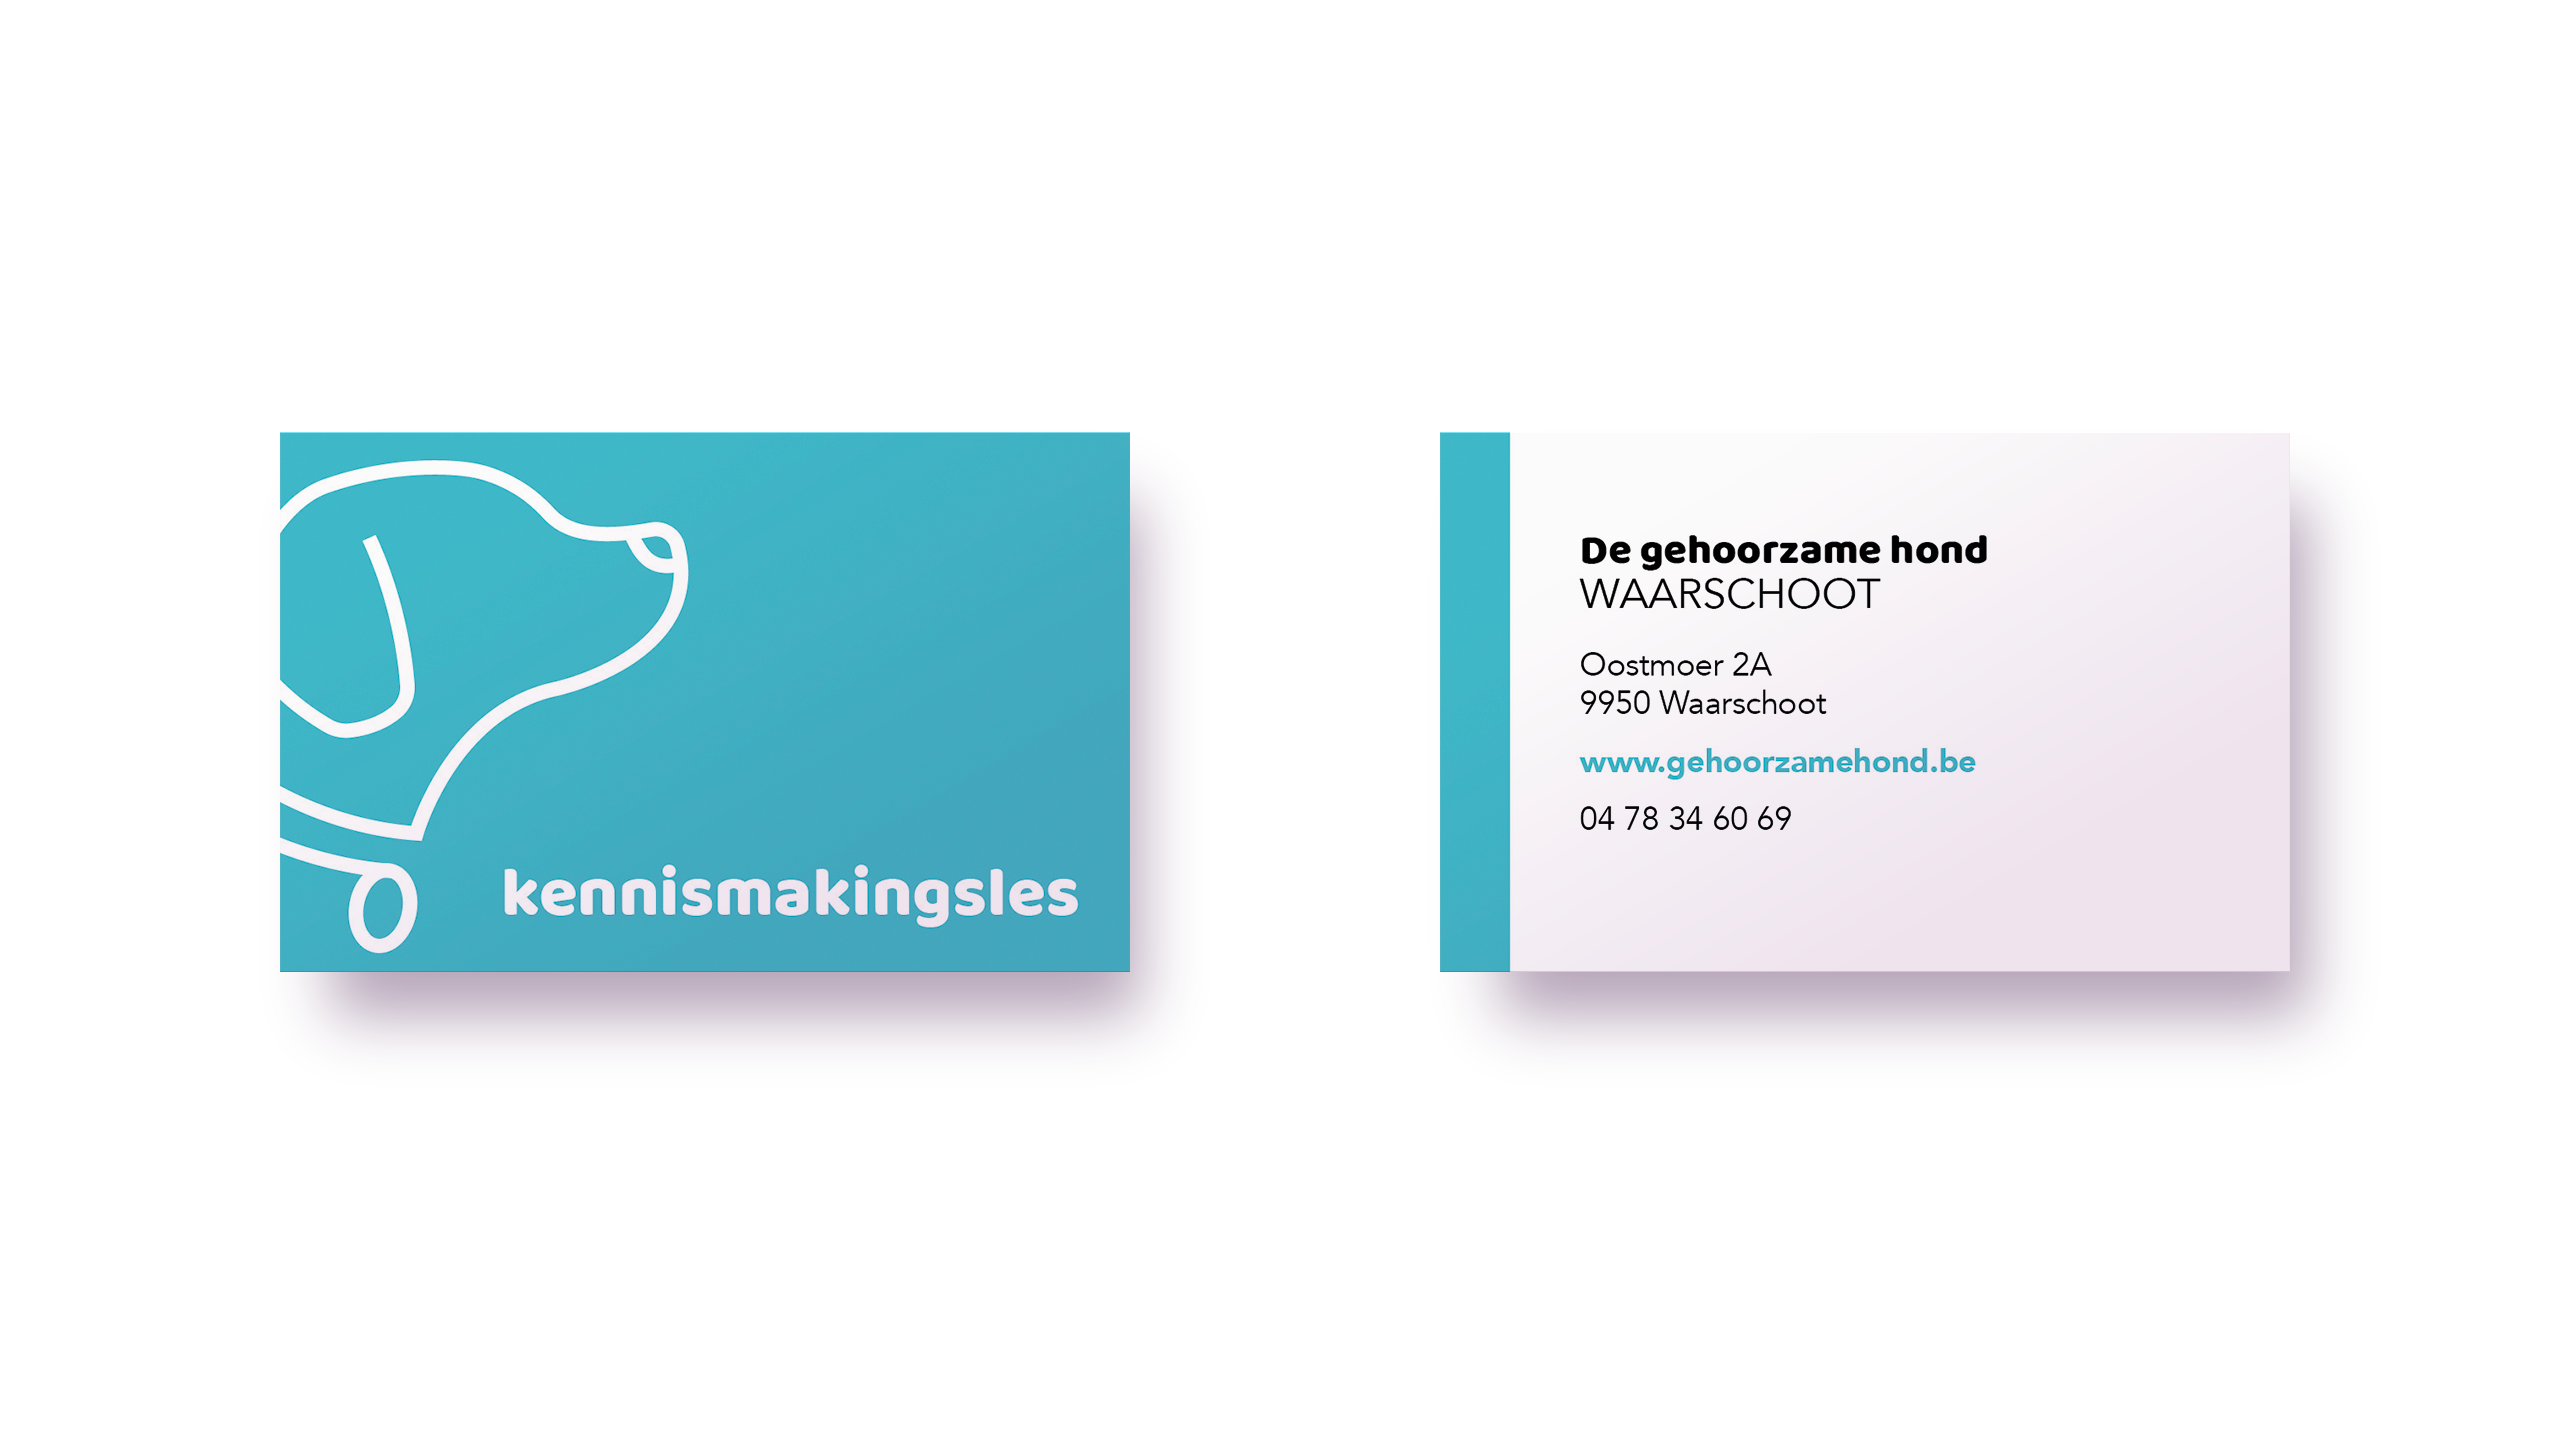 kennismakingsles
De gehoorzame hond
WAARSCHOOT
Oostmoer 2A
9950 Waarschoot
www.gehoorzamehond.be
04 78 34 60 69